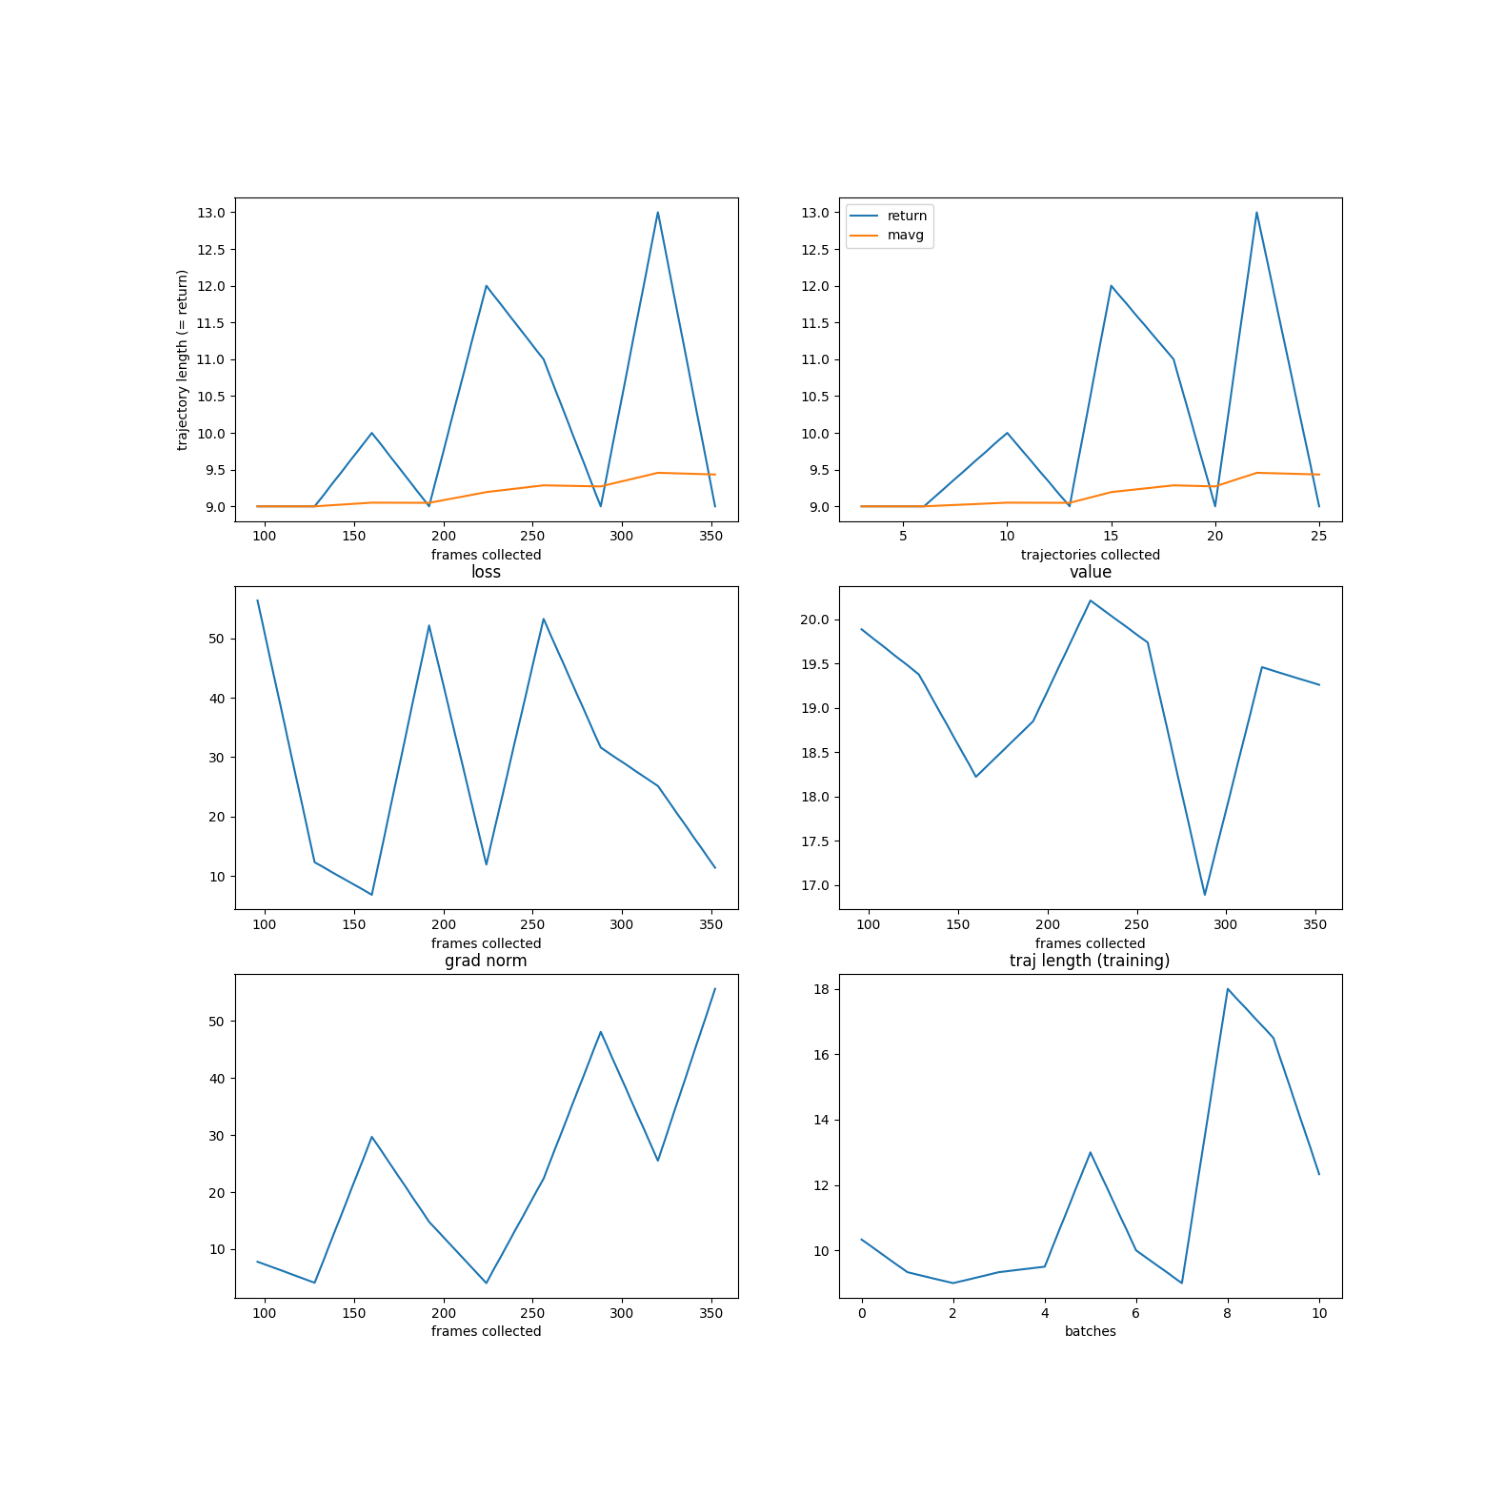 13.0
12.5
12.0
11.5
11.0
10.5
10.0
9.5
9.0
trajectory length (= return)
100 150 200 250 300 350
frames collected
return
mavg
13.0
12.5
12.0
11.5
11.0
10.5
10.0
9.5
9.0
5 10 15 20 25
trajectories collected
loss
50
40
30
20
10
100 150 200 250 300 350
frames collected
value
20.0
19.5
19.0
18.5
18.0
17.5
17.0
100 150 200 250 300 350
frames collected
grad norm
50
40
30
20
10
100 150 200 250 300 350
frames collected
traj length (training)
18
16
14
12
10
0 2 4 6 8 10
batches